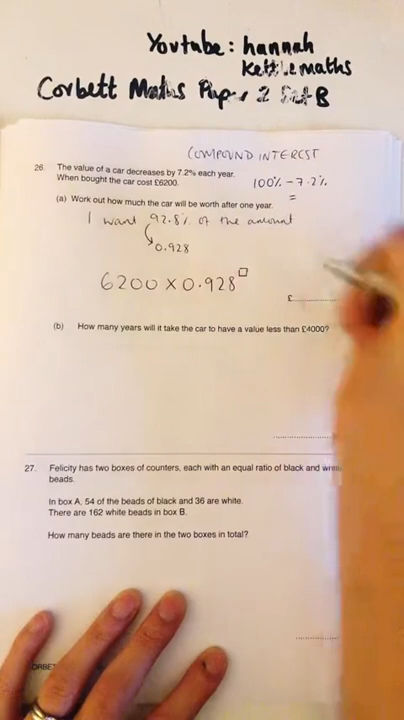 Youtube: hannah
Kettlemaths
Corbett Maths Paper 2 Set B
COMPOUND INTEREST
26. The value of a car decreases by 7.2% each year.
When bought the car cost £6200.
100% - 7.2%
=
(a) Work out how much the car will be worth after one year.
I want 92.8% of the amount
0.928
6200 × 0.928□
£....................
(b) How many years will it take the car to have a value less than £4000?
....................
27. Felicity has two boxes of counters, each with an equal ratio of black and
beads.
In box A, 54 of the beads of black and 36 are white.
There are 162 white beads in box B.
How many beads are there in the two boxes in total?
....................